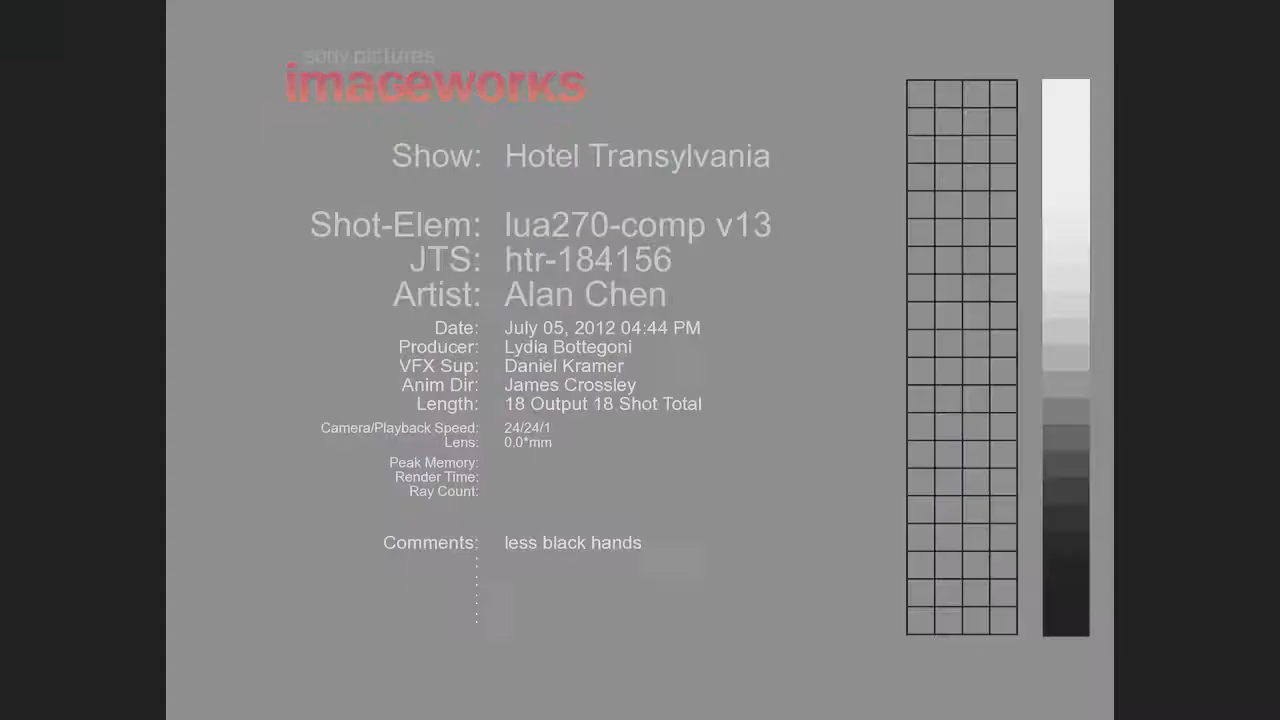 sony pictures
imageworks
Show: Hotel Transylvania
Shot-Elem: lua270-comp v13
JTS: htr-184156
Artist: Alan Chen
Date: July 05, 2012 04:44 PM
Producer: Lydia Bottegoni
VFX Sup: Daniel Kramer
Anim Dir: James Crossley
Length: 18 Output 18 Shot Total
Camera/Playback Speed: 24/24/1
Lens: 0.0*mm
Peak Memory:
Render Time:
Ray Count:
Comments: less black hands
:
:
:
: